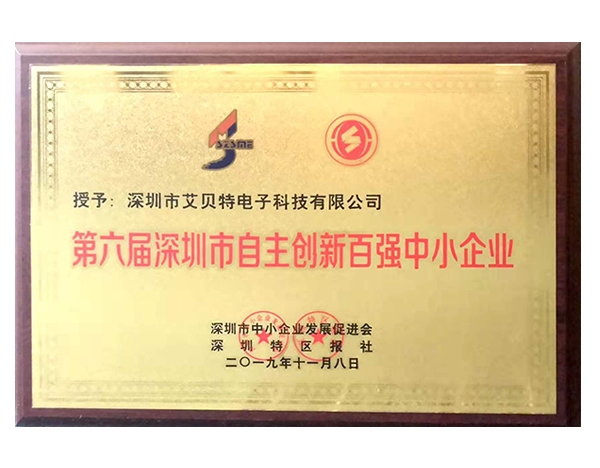 SZSME
授予：深圳市艾贝特电子科技有限公司
第六届深圳市自主创新百强中小企业
深圳市中小企业发展促进会
深圳特区报社
二〇一九年十一月八日